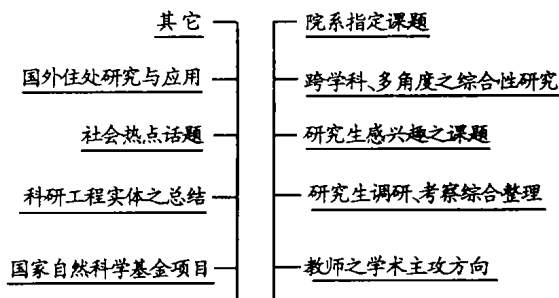 其它
院系指定课题
国外住处研究与应用
跨学科、多角度之综合性研究
社会热点话题
研究生感兴趣之课题
科研工程实体之总结
研究生调研、考察综合整理
国家自然科学基金项目
教师之学术主攻方向